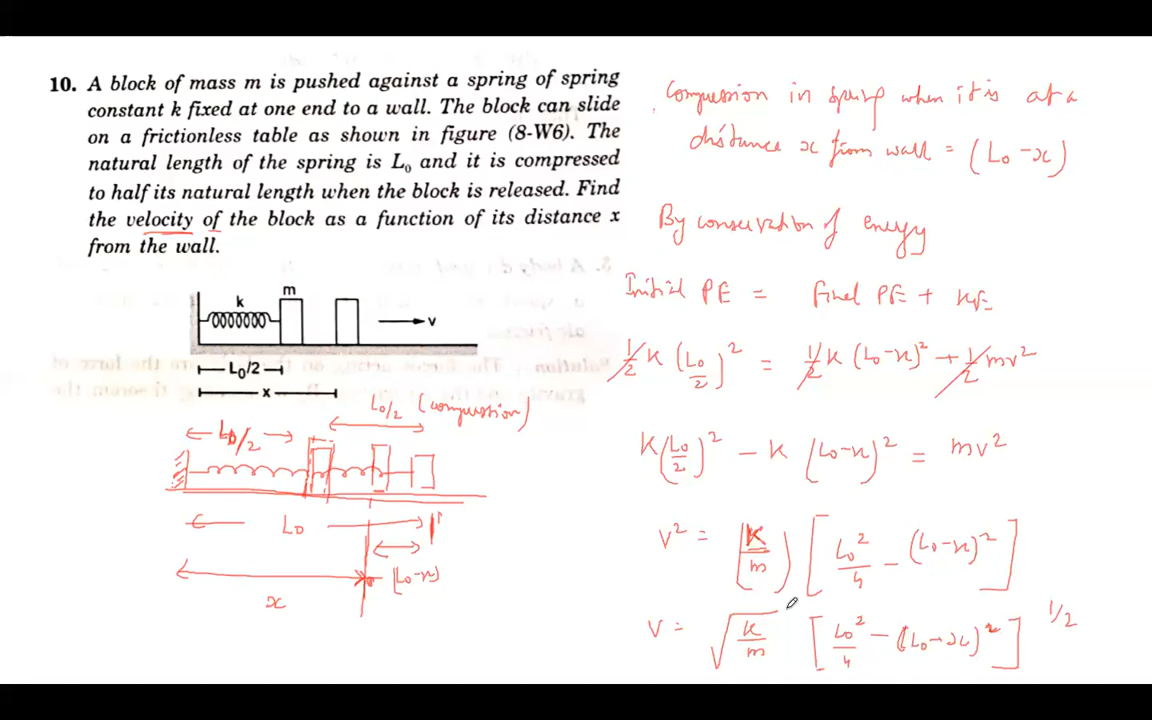 10. A block of mass m is pushed against a spring of spring
constant k fixed at one end to a wall. The block can slide
on a frictionless table as shown in figure (8-W6). The
natural length of the spring is L₀ and it is compressed
to half its natural length when the block is released. Find
the velocity of the block as a function of its distance x
from the wall.
m
k
v
L₀/2
x
L₀/2 (compression)
L₀/2
L₀
(L₀-x)
x
Compression in spring when it is at a
distance x from wall = (L₀-x)
By conservation of energy
Initial PE = Final PE + KE
1/2 K (L₀/2)² = 1/2 K (L₀-x)² + 1/2 mv²
K(L₀/2)² - K (L₀-x)² = mv²
V² = (K/m) [L₀²/4 - (L₀-x)²]
V = √(K/m) [L₀²/4 - (L₀-x)²]^1/2